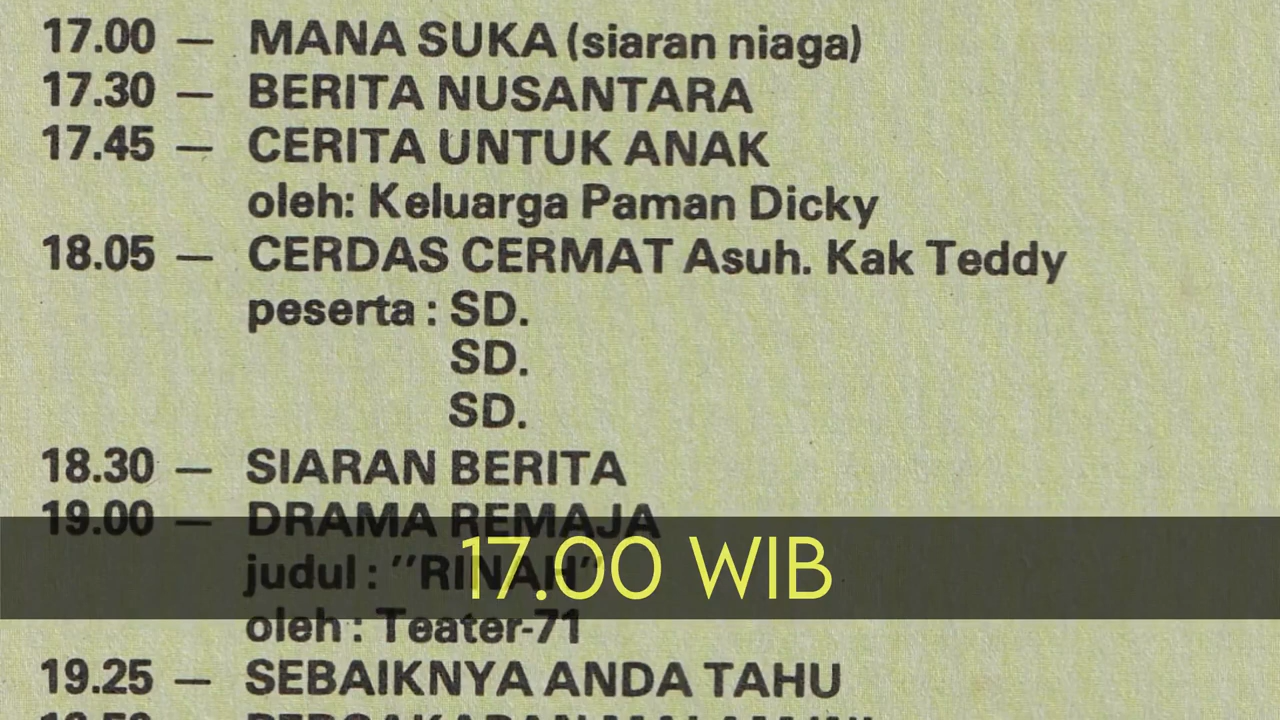 17.00 — MANA SUKA (siaran niaga)
17.30 — BERITA NUSANTARA
17.45 — CERITA UNTUK ANAK
oleh: Keluarga Paman Dicky
18.05 — CERDAS CERMAT Asuh. Kak Teddy
peserta : SD.
SD.
SD.
18.30 — SIARAN BERITA
19.00 — DRAMA REMAJA
judul : ”RINAH”
17.00 WIB
oleh : Teater-71
19.25 — SEBAIKNYA ANDA TAHU